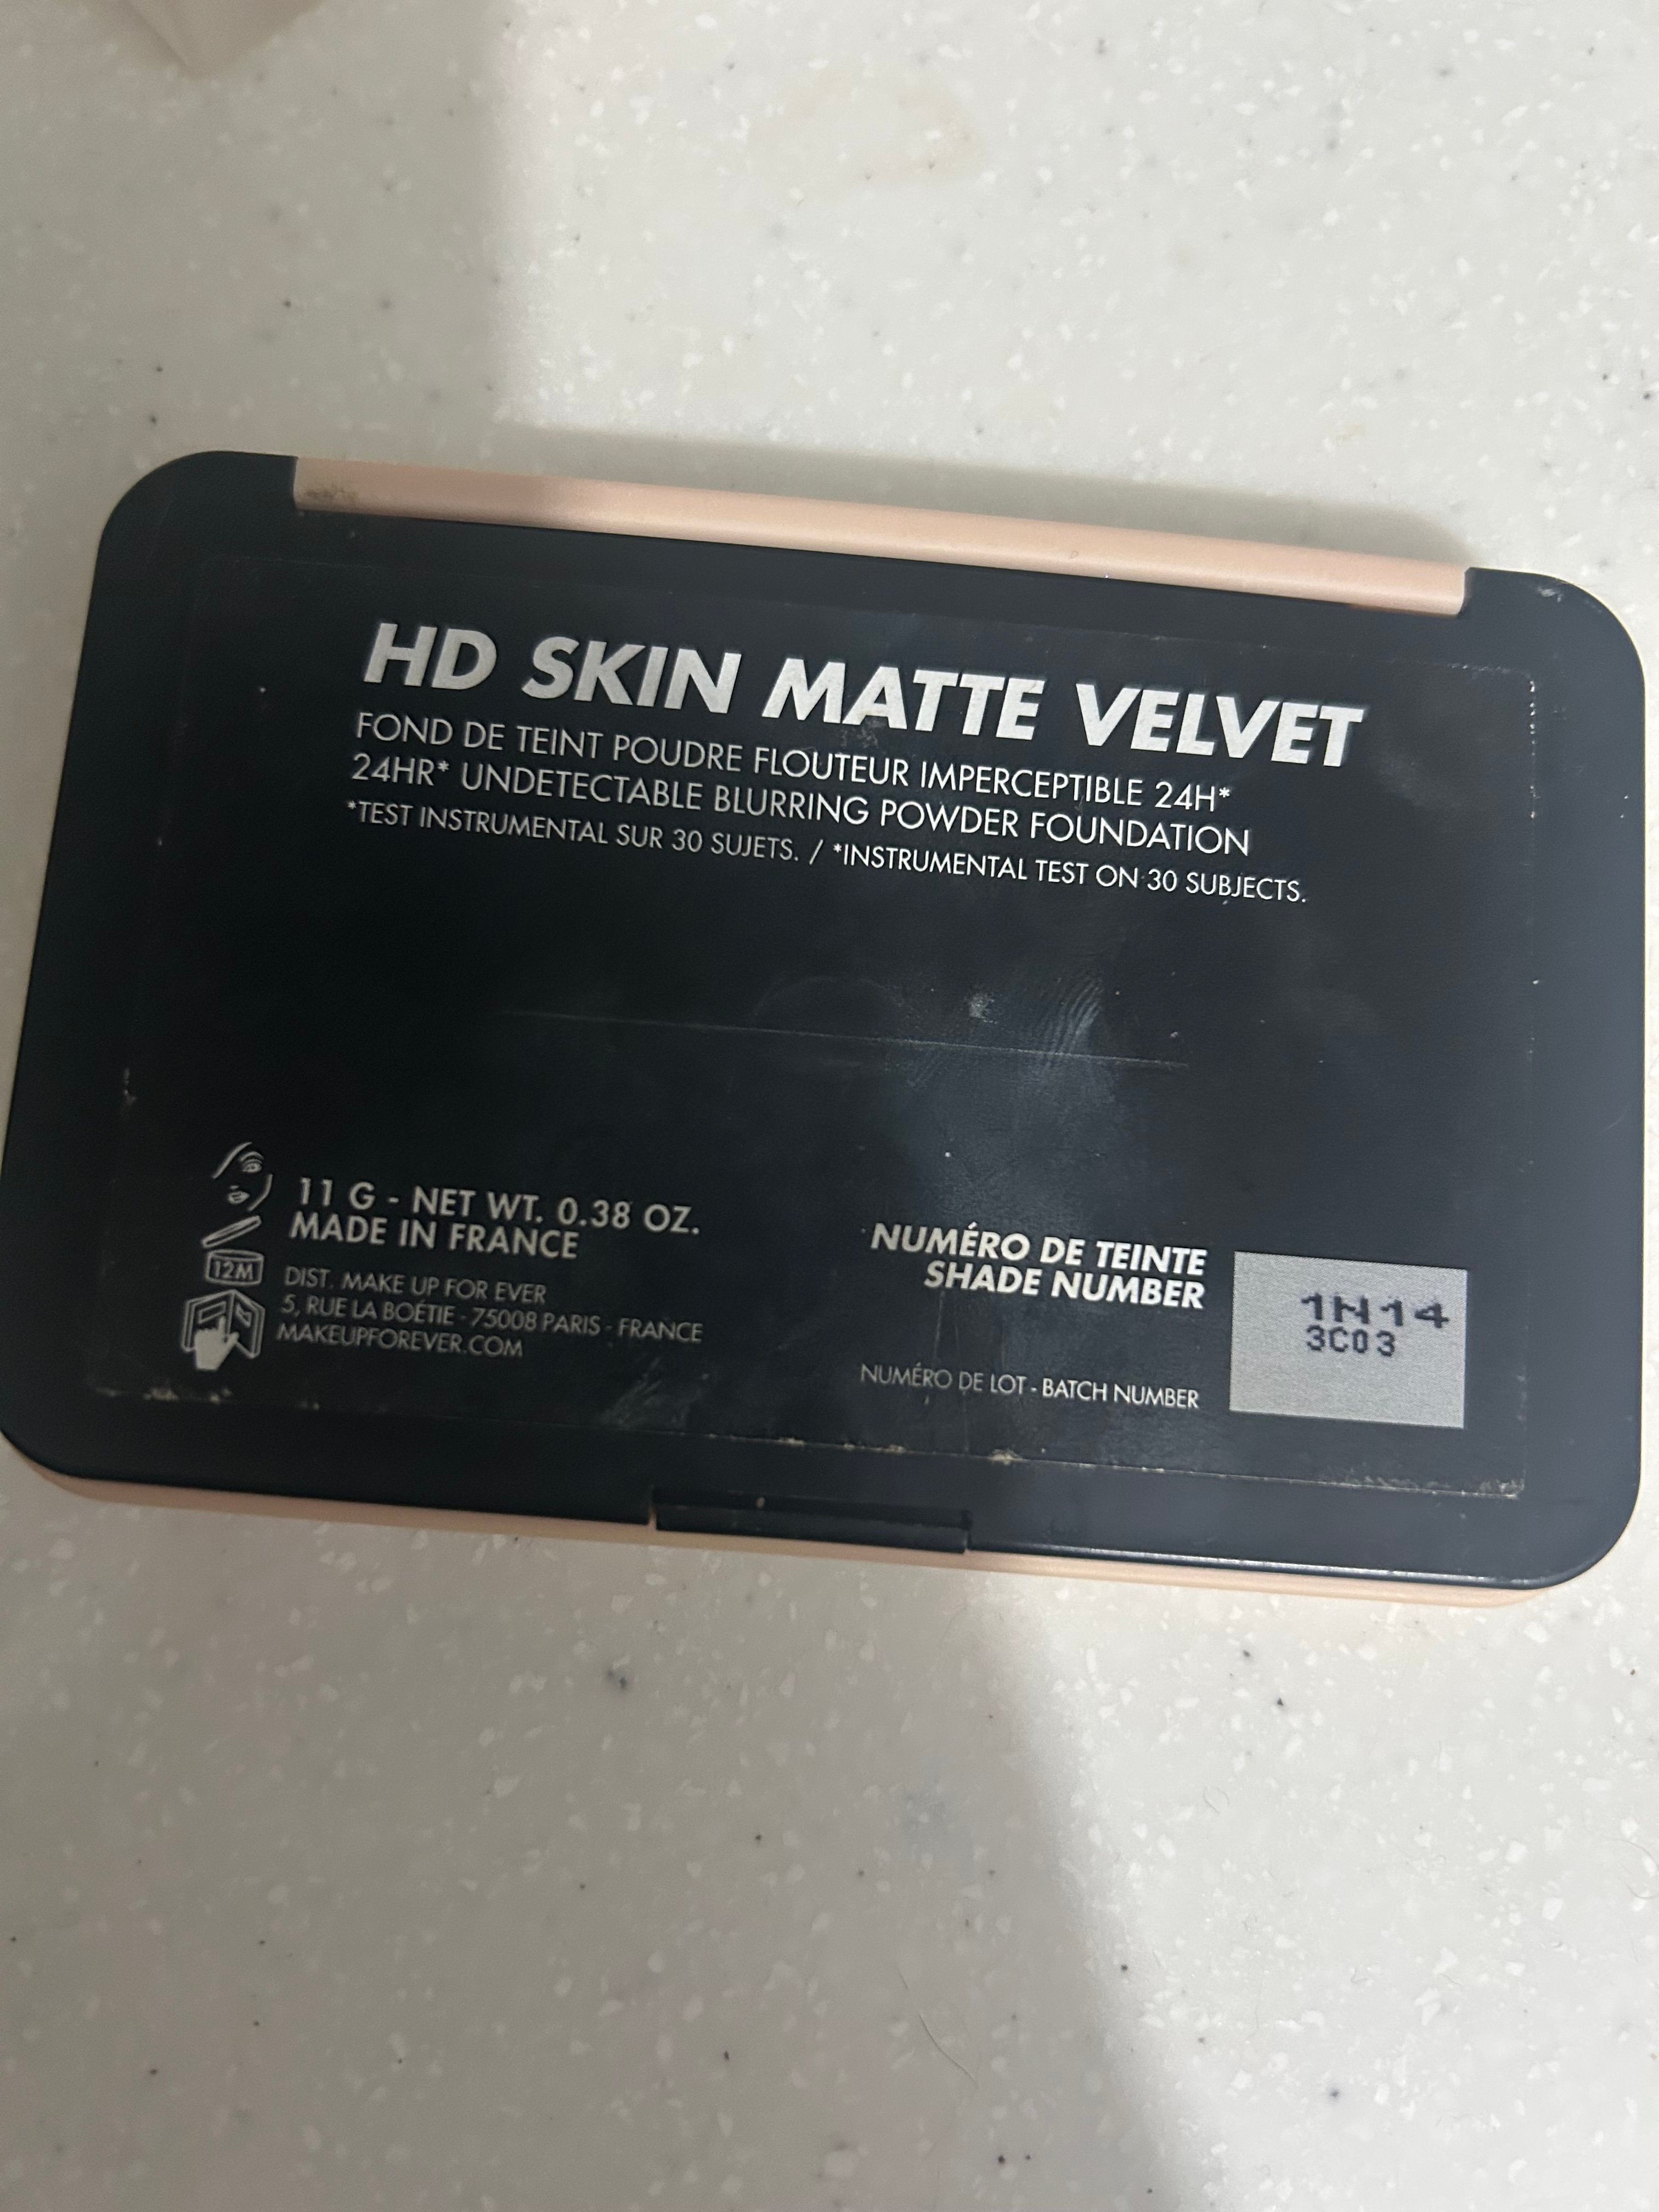 HD SKIN MATTE VELVET
FOND DE TEINT POUDRE FLOUTEUR IMPERCEPTIBLE 24H*
24HR* UNDETECTABLE BLURRING POWDER FOUNDATION
*TEST INSTRUMENTAL SUR 30 SUJETS. / *INSTRUMENTAL TEST ON 30 SUBJECTS.
11 G - NET WT. 0.38 OZ.
MADE IN FRANCE
12M
DIST. MAKE UP FOR EVER
5, RUE LA BOÉTIE - 75008 PARIS - FRANCE
MAKEUPFOREVER.COM
NUMÉRO DE TEINTE
SHADE NUMBER
1N14
3C03
NUMÉRO DE LOT - BATCH NUMBER